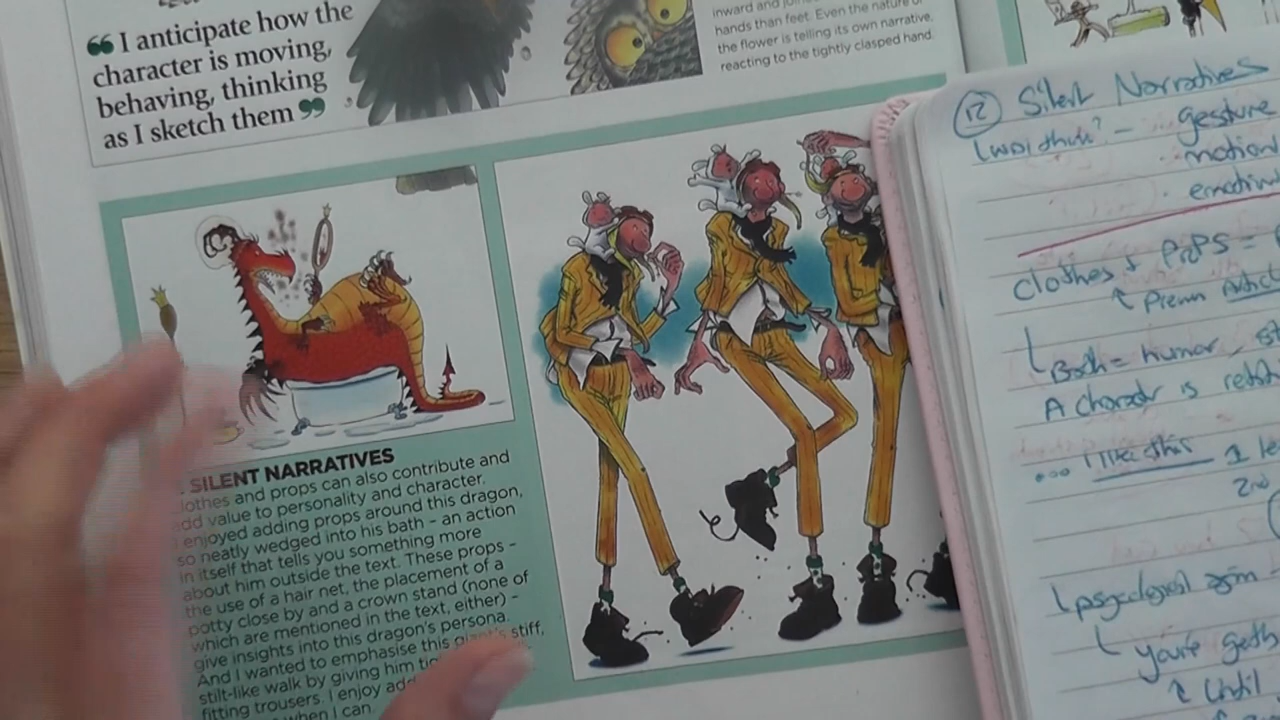 “ I anticipate how the
character is moving,
behaving, thinking
as I sketch them ”
inward and
hands than feet. Even the nature of
the flower is telling its own narrative,
reacting to the tightly clasped hand.
. SILENT NARRATIVES
lothes and props can also contribute and
add value to personality and character.
enjoyed adding props around this dragon,
so neatly wedged into his bath – an action
in itself that tells you something more
about him outside the text. These props –
the use of a hair net, the placement of a
potty close by and a crown stand (none of
which are mentioned in the text, either) –
give insights into this dragon's persona.
And I wanted to emphasise this giant's stiff,
stilt-like walk by giving him
fitting trousers. I enjoy
when I can.
12 Silent Narratives
gesture
motion
clothes + PROPS =
Both = humor,
A
... like this
you're
until